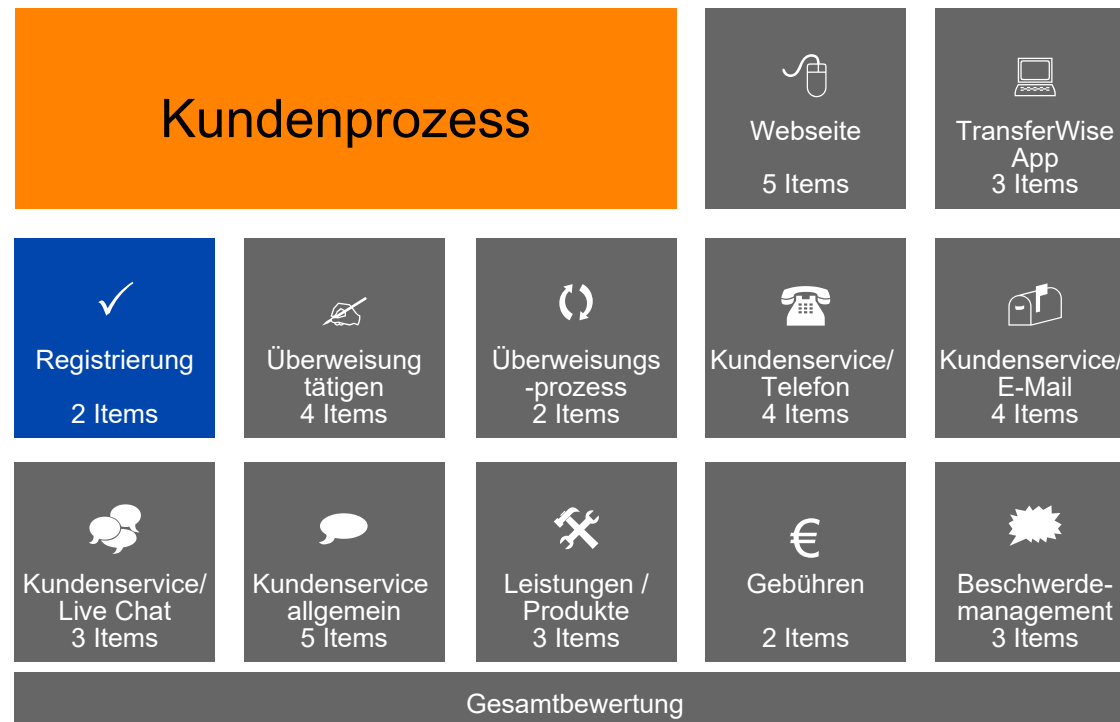 Kundenprozess
Webseite
5 Items
TransferWise
App
3 Items
Registrierung
2 Items
Überweisung
tätigen
4 Items
Überweisungs
-prozess
2 Items
Kundenservice/
Telefon
4 Items
Kundenservice/
E-Mail
4 Items
Kundenservice/
Live Chat
3 Items
Kundenservice
allgemein
5 Items
Leistungen /
Produkte
3 Items
€
Gebühren
2 Items
Beschwerde-
management
3 Items
Gesamtbewertung